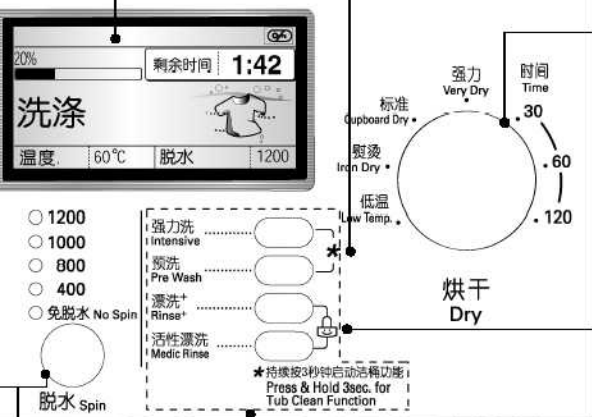 20%
剩余时间 1:42
洗涤
温度. 60℃ 脱水 1200
1200
1000
800
400
免脱水 No Spin
脱水 Spin
强力洗
Intensive
预洗
Pre Wash
漂洗+
Rinse+
活性漂洗
Medic Rinse
*
*持续按3秒钟启动洁桶功能
Press & Hold 3sec. for
Tub Clean Function
强力
Very Dry
时间
Time
标准
Cupboard Dry
熨烫
Iron Dry
低温
Low Temp.
30
60
120
烘干
Dry